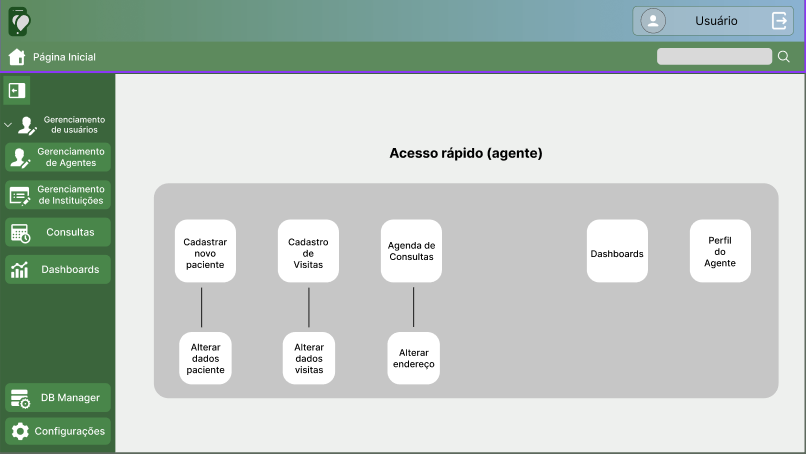 Usuário
Página Inicial
Gerenciamento
de usuários
Gerenciamento
de Agentes
Gerenciamento
de Instituições
Consultas
Dashboards
DB Manager
Configurações
Acesso rápido (agente)
Cadastrar
novo
paciente
Cadastro
de
Visitas
Agenda de
Consultas
Dashboards
Perfil
do
Agente
Alterar
dados
paciente
Alterar
dados
visitas
Alterar
endereço